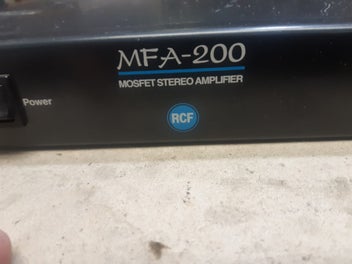 MFA-200
MOSFET STEREO AMPLIFIER
Power
RCF